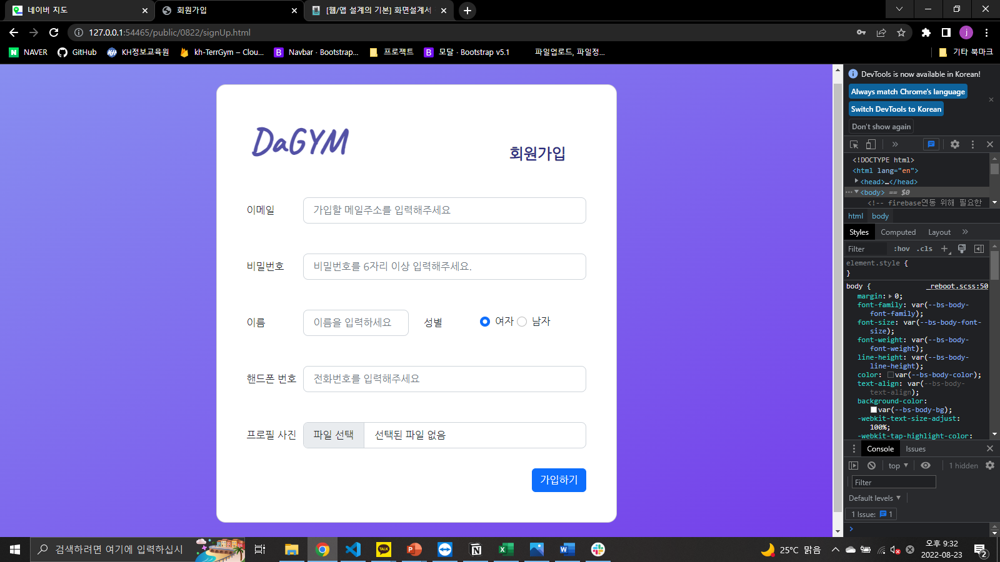 네이버 지도
회원가입
[웹/앱 설계의 기본] 화면설계서
127.0.0.1:54465/public/0822/signUp.html
j
NAVER
GitHub
KH정보교육원
kh-TerrGym – Clou...
Navbar · Bootstrap...
프로젝트
모달 · Bootstrap v5.1
파일업로드, 파일정...
기타 북마크
DaGYM
회원가입
이메일 가입할 메일주소를 입력해주세요
비밀번호 비밀번호를 6자리 이상 입력해주세요.
이름 이름을 입력하세요 성별 여자 남자
핸드폰 번호 전화번호를 입력해주세요
프로필 사진 파일 선택 선택된 파일 없음
가입하기
DevTools is now available in Korean!
Always match Chrome's language
Switch DevTools to Korean
Don't show again
<!DOCTYPE html>
<html lang="en">
<head>…</head>
<body> == $0
<!-- firebase연동 위해 필요한
html body
Styles Computed Layout
Filter :hov .cls
element.style {
}
body { _reboot.scss:50
margin: 0;
font-family: var(--bs-body-
font-family);
font-size: var(--bs-body-font-
size);
font-weight: var(--bs-body-
font-weight);
line-height: var(--bs-body-
line-height);
color: var(--bs-body-color);
text-align: var(--bs-body-
text-align);
background-color:
var(--bs-body-bg);
-webkit-text-size-adjust:
100%;
-webkit-tap-highlight-color:
Console Issues
top 1 hidden
Filter
Default levels
1 Issue: 1
검색하려면 여기에 입력하십시
25°C 맑음
오후 9:32
2022-08-23
2